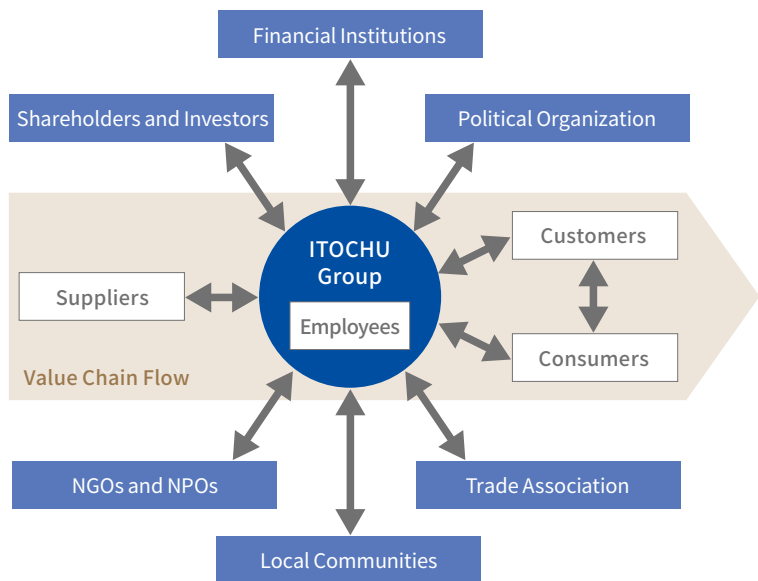 Financial Institutions
Shareholders and Investors
Political Organization
ITOCHU
Group
Employees
Suppliers
Customers
Consumers
Value Chain Flow
NGOs and NPOs
Trade Association
Local Communities